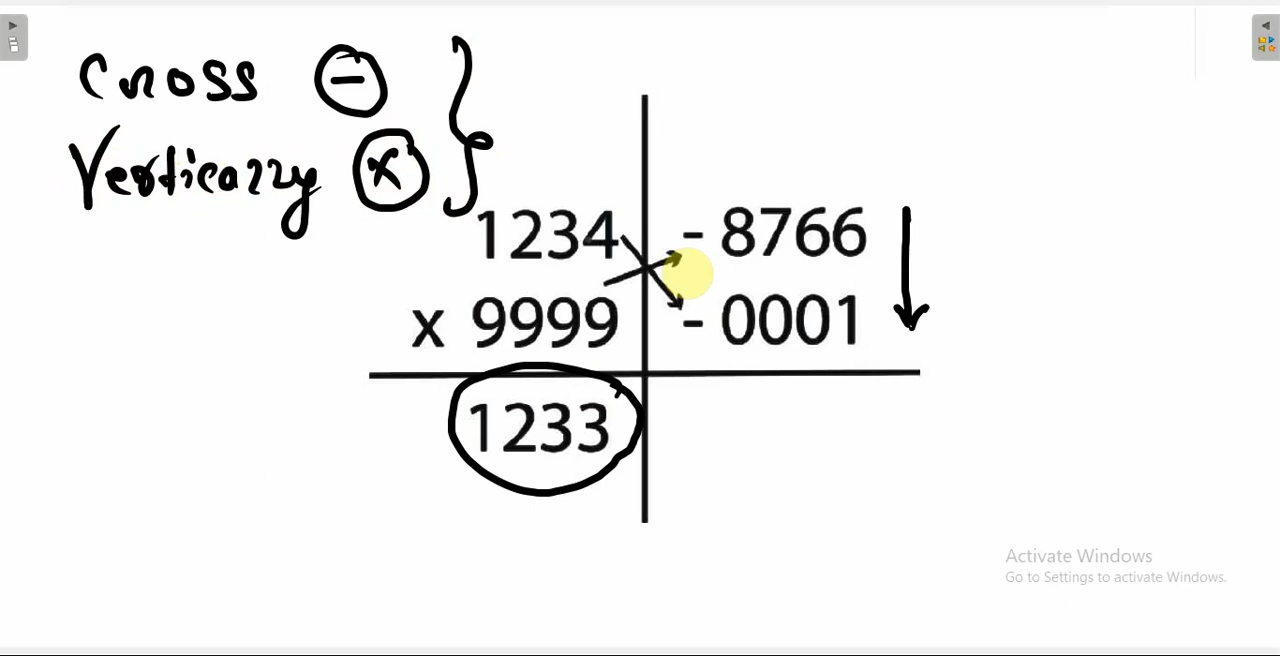 Cross -
Vertically x
1234 - 8766
x 9999 - 0001
1233
Activate Windows
Go to Settings to activate Windows.